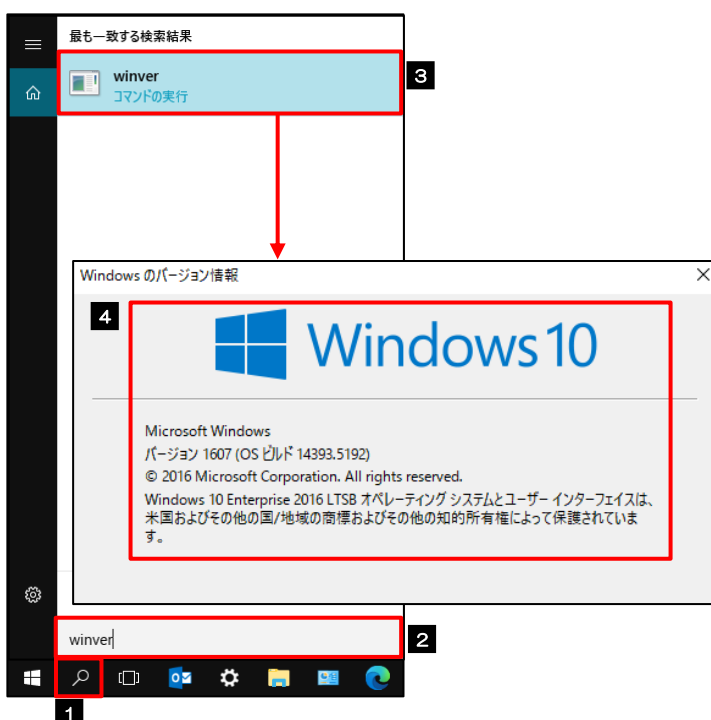 最も一致する検索結果
winver
コマンドの実行
3
Windows のバージョン情報
4
Windows 10
Microsoft Windows
バージョン 1607 (OS ビルド 14393.5192)
© 2016 Microsoft Corporation. All rights reserved.
Windows 10 Enterprise 2016 LTSB オペレーティング システムとユーザー インターフェイスは、
米国およびその他の国/地域の商標およびその他の知的所有権によって保護されていま
す。
winver
2
1